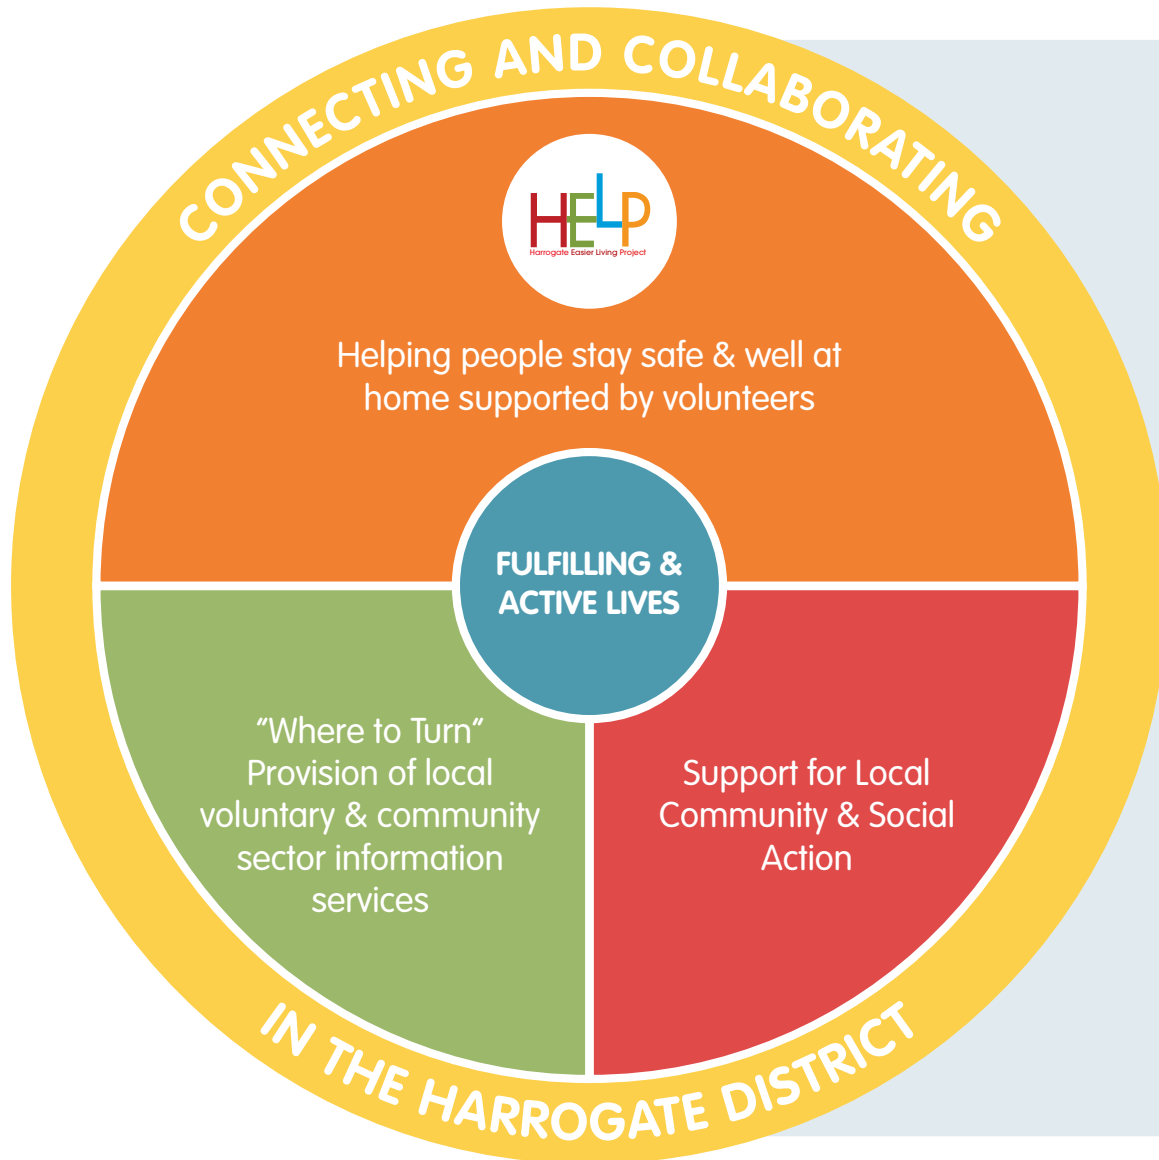 CONNECTING AND COLLABORATING
HELP
Harrogate Easier Living Project
Helping people stay safe & well at
home supported by volunteers
FULFILLING &
ACTIVE LIVES
"Where to Turn"
Provision of local
voluntary & community
sector information
services
Support for Local
Community & Social
Action
IN THE HARROGATE DISTRICT